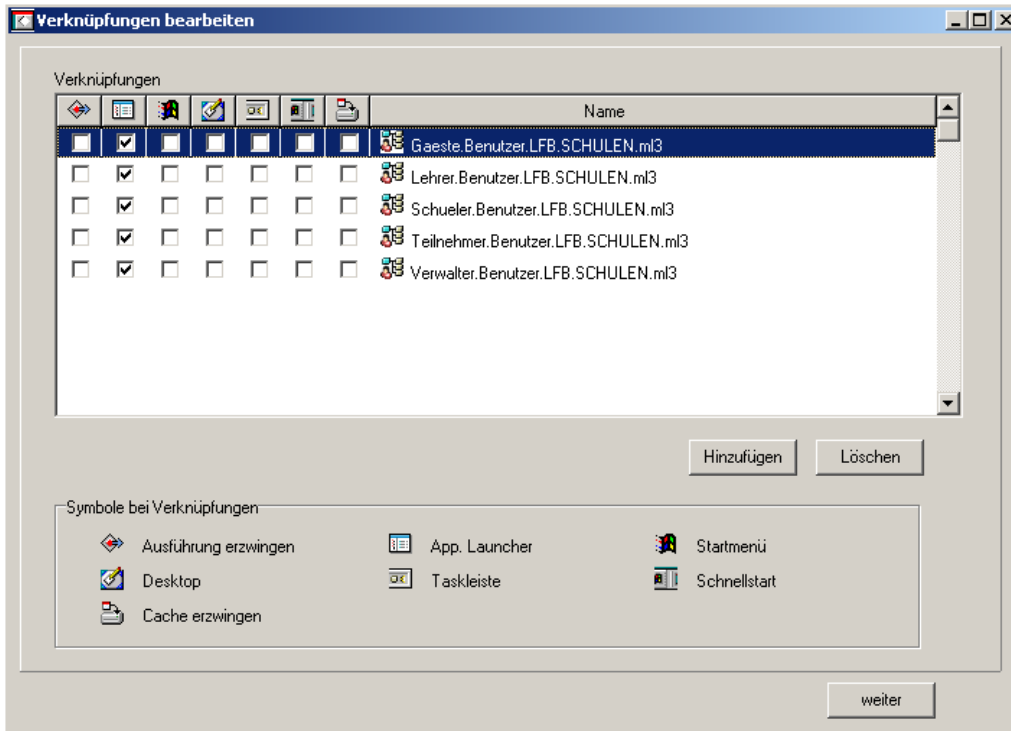 Verknüpfungen bearbeiten
Verknüpfungen
Name
Gaeste.Benutzer.LFB.SCHULEN.ml3
Lehrer.Benutzer.LFB.SCHULEN.ml3
Schueler.Benutzer.LFB.SCHULEN.ml3
Teilnehmer.Benutzer.LFB.SCHULEN.ml3
Verwalter.Benutzer.LFB.SCHULEN.ml3
Hinzufügen Löschen
Symbole bei Verknüpfungen
Ausführung erzwingen App. Launcher Startmenü
Desktop Taskleiste Schnellstart
Cache erzwingen
weiter